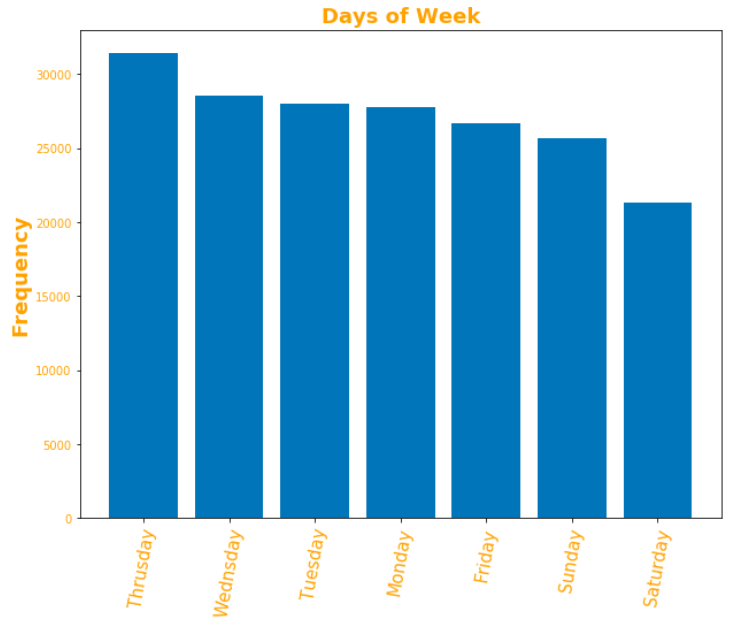 Days of Week
Frequency
30000
25000
20000
15000
10000
5000
0
Thrusday
Wednsday
Tuesday
Monday
Friday
Sunday
Saturday